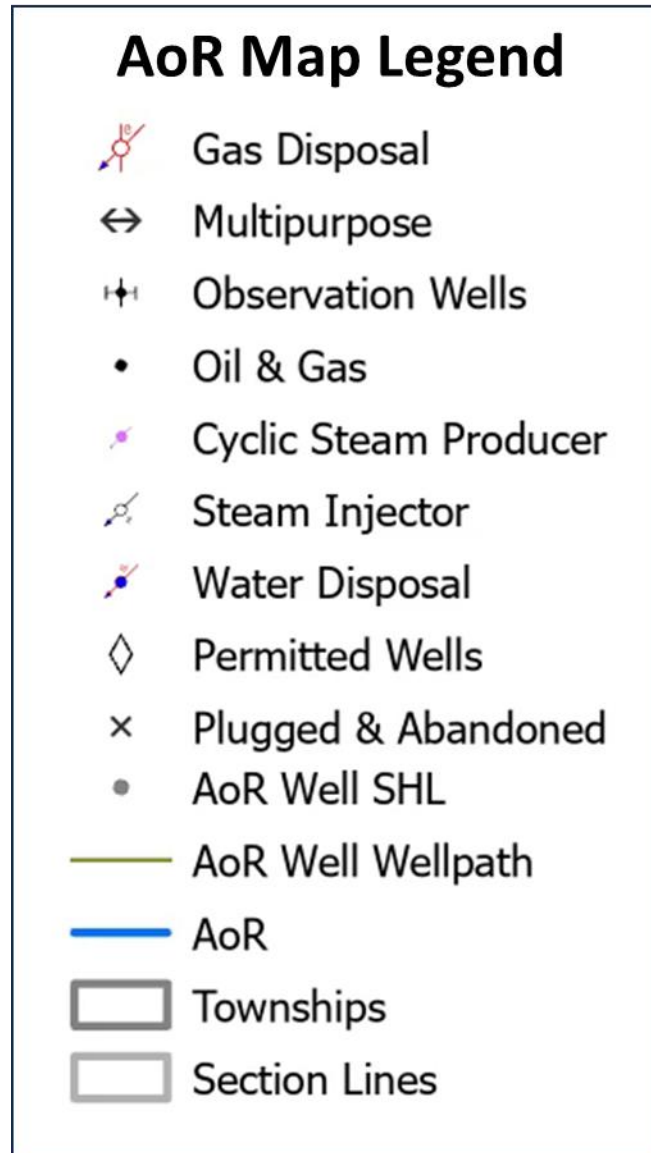 AoR Map Legend
Gas Disposal
Multipurpose
Observation Wells
Oil & Gas
Cyclic Steam Producer
Steam Injector
Water Disposal
Permitted Wells
Plugged & Abandoned
AoR Well SHL
AoR Well Wellpath
AoR
Townships
Section Lines